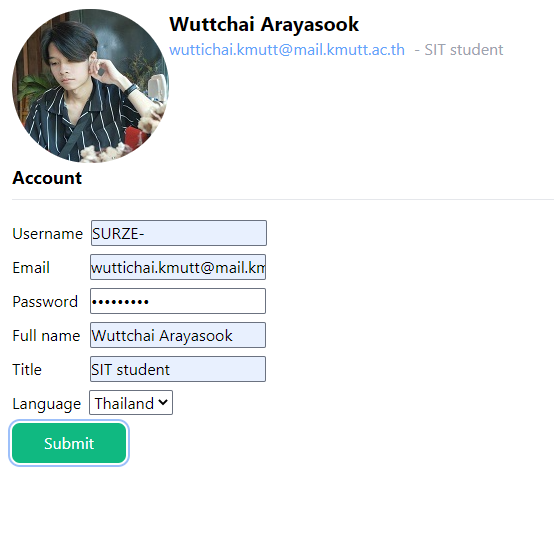 Wuttchai Arayasook
wuttichai.kmutt@mail.kmutt.ac.th - SIT student
Account
Username SURZE-
Email wuttichai.kmutt@mail.km
Password •••••••••
Full name Wuttchai Arayasook
Title SIT student
Language Thailand
Submit